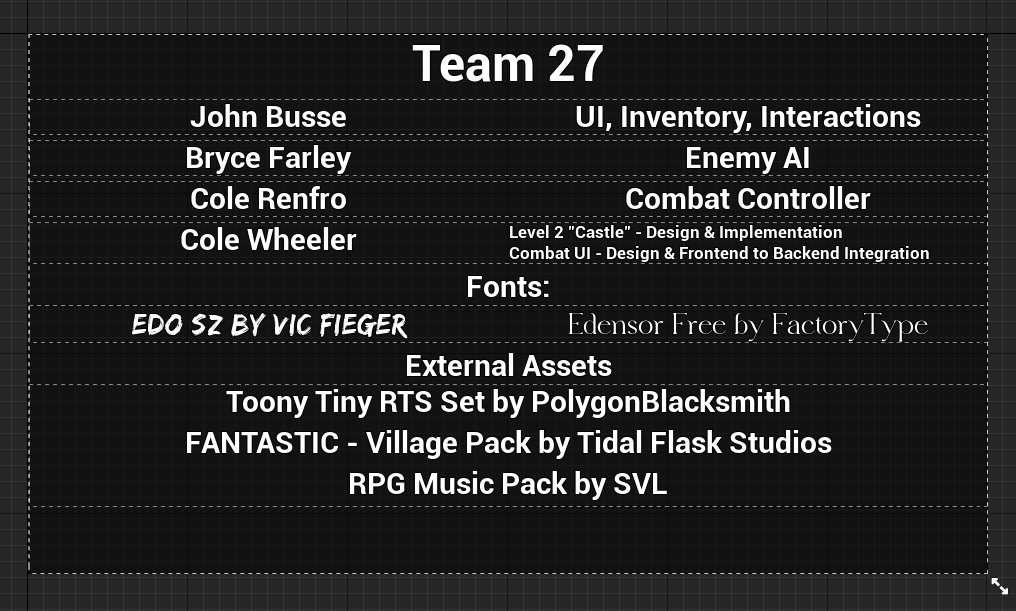 Team 27
John Busse
UI, Inventory, Interactions
Bryce Farley
Enemy AI
Cole Renfro
Combat Controller
Cole Wheeler
Level 2 "Castle" - Design & Implementation
Combat UI - Design & Frontend to Backend Integration
Fonts:
EDO SZ BY VIC FIEGER
Edensor Free by FactoryType
External Assets
Toony Tiny RTS Set by PolygonBlacksmith
FANTASTIC - Village Pack by Tidal Flask Studios
RPG Music Pack by SVL